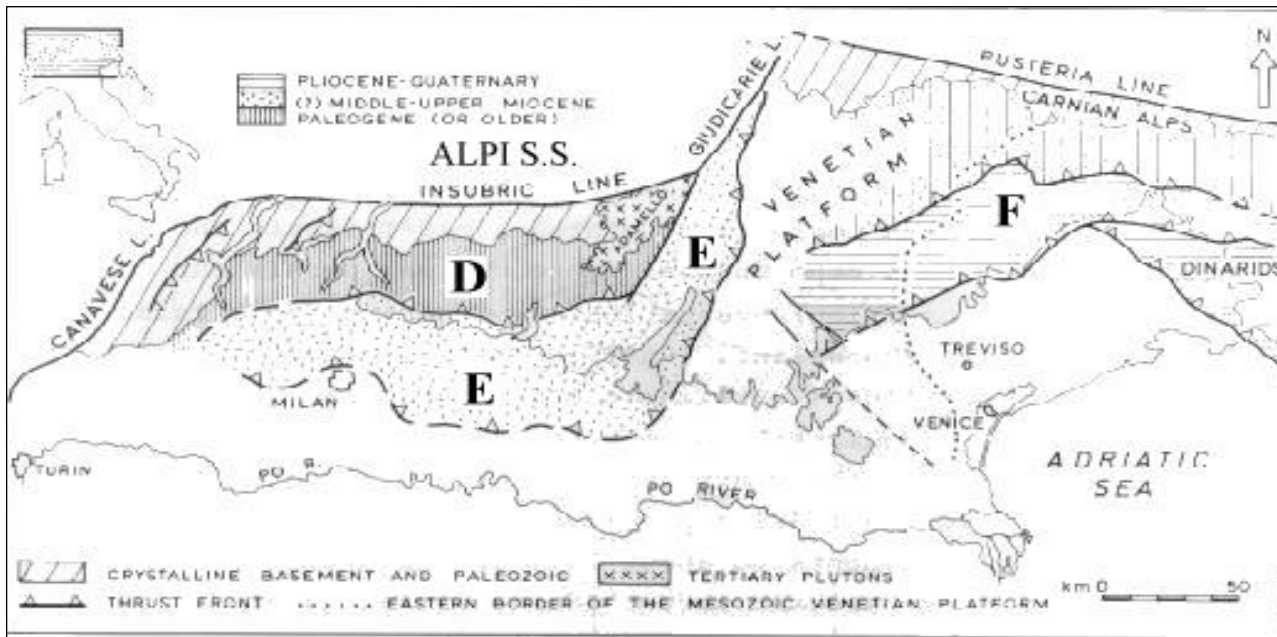 N
PLIOCENE-QUATERNARY
(?) MIDDLE-UPPER MIOCENE
PALEOGENE (OR OLDER)
ALPI S.S.
INSUBRIC LINE
GIUDICARIE L.
PUSTERIA LINE
CARNIAN ALPS
VENETIAN
PLATFORM
CANAVESE L.
ADAMELLO
D
E
E
F
DINARIDS
MILAN
TREVISO
VENICE
ADRIATIC
SEA
TURIN
PO R.
PO RIVER
CRYSTALLINE BASEMENT AND PALEOZOIC
TERTIARY PLUTONS
THRUST FRONT
EASTERN BORDER OF THE MESOZOIC VENETIAN PLATFORM
km 0 50